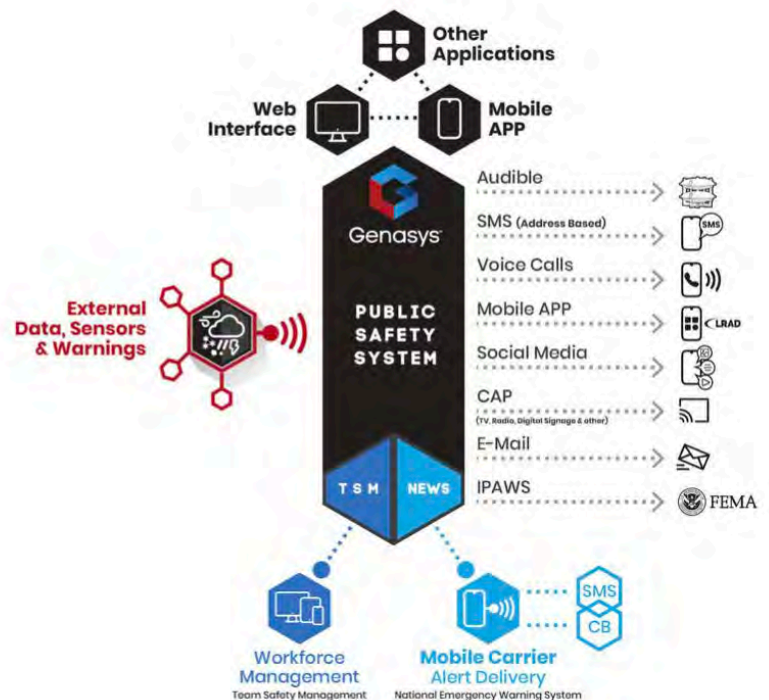 Other
Applications
Web
Interface
Mobile
APP
Genasys
PUBLIC
SAFETY
SYSTEM
External
Data, Sensors
& Warnings
Audible
SMS (Address Based)
SMS
Voice Calls
Mobile APP
LRAD
Social Media
CAP
(TV, Radio, Digital Signage & other)
E-Mail
IPAWS
FEMA
TSM
NEWS
Workforce
Management
Team Safety Management
Mobile Carrier
Alert Delivery
National Emergency Warning System
SMS
CB